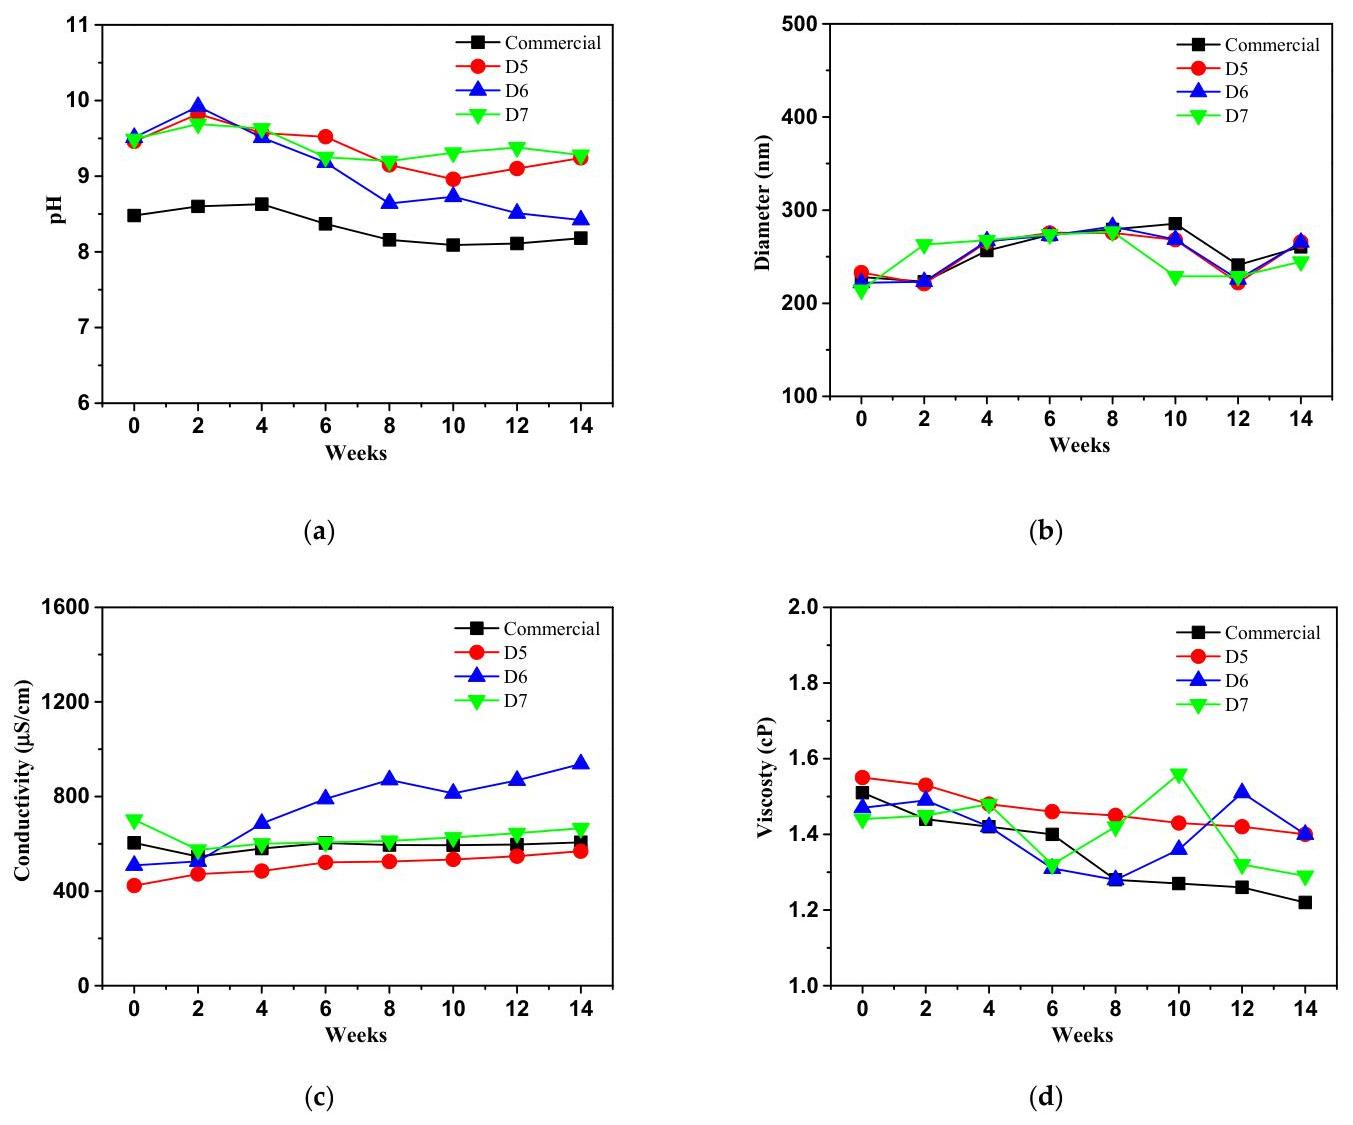 11
10
9
8
7
6
pH
Commercial
D5
D6
D7
0 2 4 6 8 10 12 14
Weeks
(a)
500
400
300
200
100
Diameter (nm)
Commercial
D5
D6
D7
0 2 4 6 8 10 12 14
Weeks
(b)
1600
1200
800
400
0
Conductivity (µS/cm)
Commercial
D5
D6
D7
0 2 4 6 8 10 12 14
Weeks
(c)
2.0
1.8
1.6
1.4
1.2
1.0
Viscosty (cP)
Commercial
D5
D6
D7
0 2 4 6 8 10 12 14
Weeks
(d)